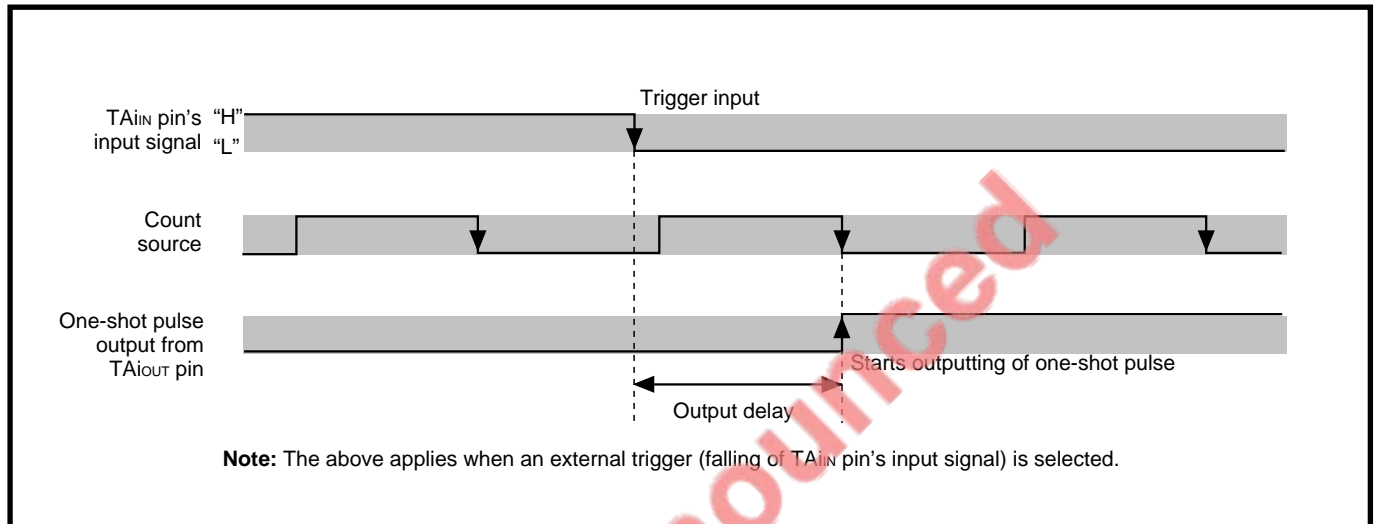 Trigger input
TAiIN pin's "H"
input signal "L"
Count
source
One-shot pulse
output from
TAiOUT pin
Starts outputting of one-shot pulse
Output delay
Note: The above applies when an external trigger (falling of TAiIN pin's input signal) is selected.
ounced